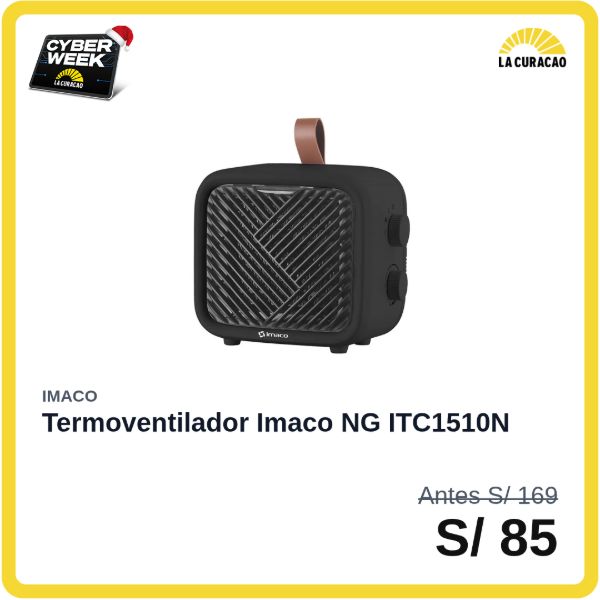 CYBER
WEEK
LA CURACAO
LA CURACAO
imaco
IMACO
Termoventilador Imaco NG ITC1510N
Antes S/ 169
S/ 85